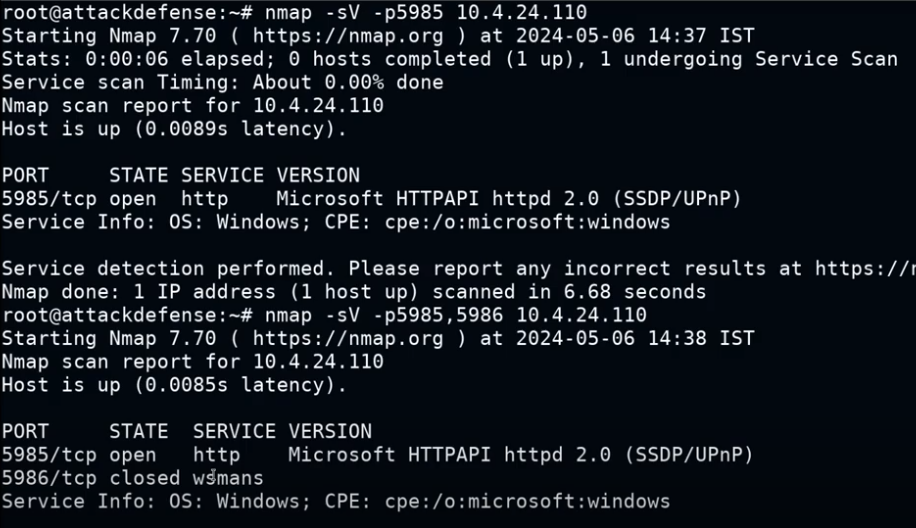 root@attackdefense:~# nmap -sV -p5985 10.4.24.110
Starting Nmap 7.70 ( https://nmap.org ) at 2024-05-06 14:37 IST
Stats: 0:00:06 elapsed; 0 hosts completed (1 up), 1 undergoing Service Scan
Service scan Timing: About 0.00% done
Nmap scan report for 10.4.24.110
Host is up (0.0089s latency).
PORT     STATE SERVICE VERSION
5985/tcp open  http    Microsoft HTTPAPI httpd 2.0 (SSDP/UPnP)
Service Info: OS: Windows; CPE: cpe:/o:microsoft:windows
Service detection performed. Please report any incorrect results at https://
Nmap done: 1 IP address (1 host up) scanned in 6.68 seconds
root@attackdefense:~# nmap -sV -p5985,5986 10.4.24.110
Starting Nmap 7.70 ( https://nmap.org ) at 2024-05-06 14:38 IST
Nmap scan report for 10.4.24.110
Host is up (0.0085s latency).
PORT     STATE  SERVICE VERSION
5985/tcp open   http    Microsoft HTTPAPI httpd 2.0 (SSDP/UPnP)
5986/tcp closed wsmans
Service Info: OS: Windows; CPE: cpe:/o:microsoft:windows